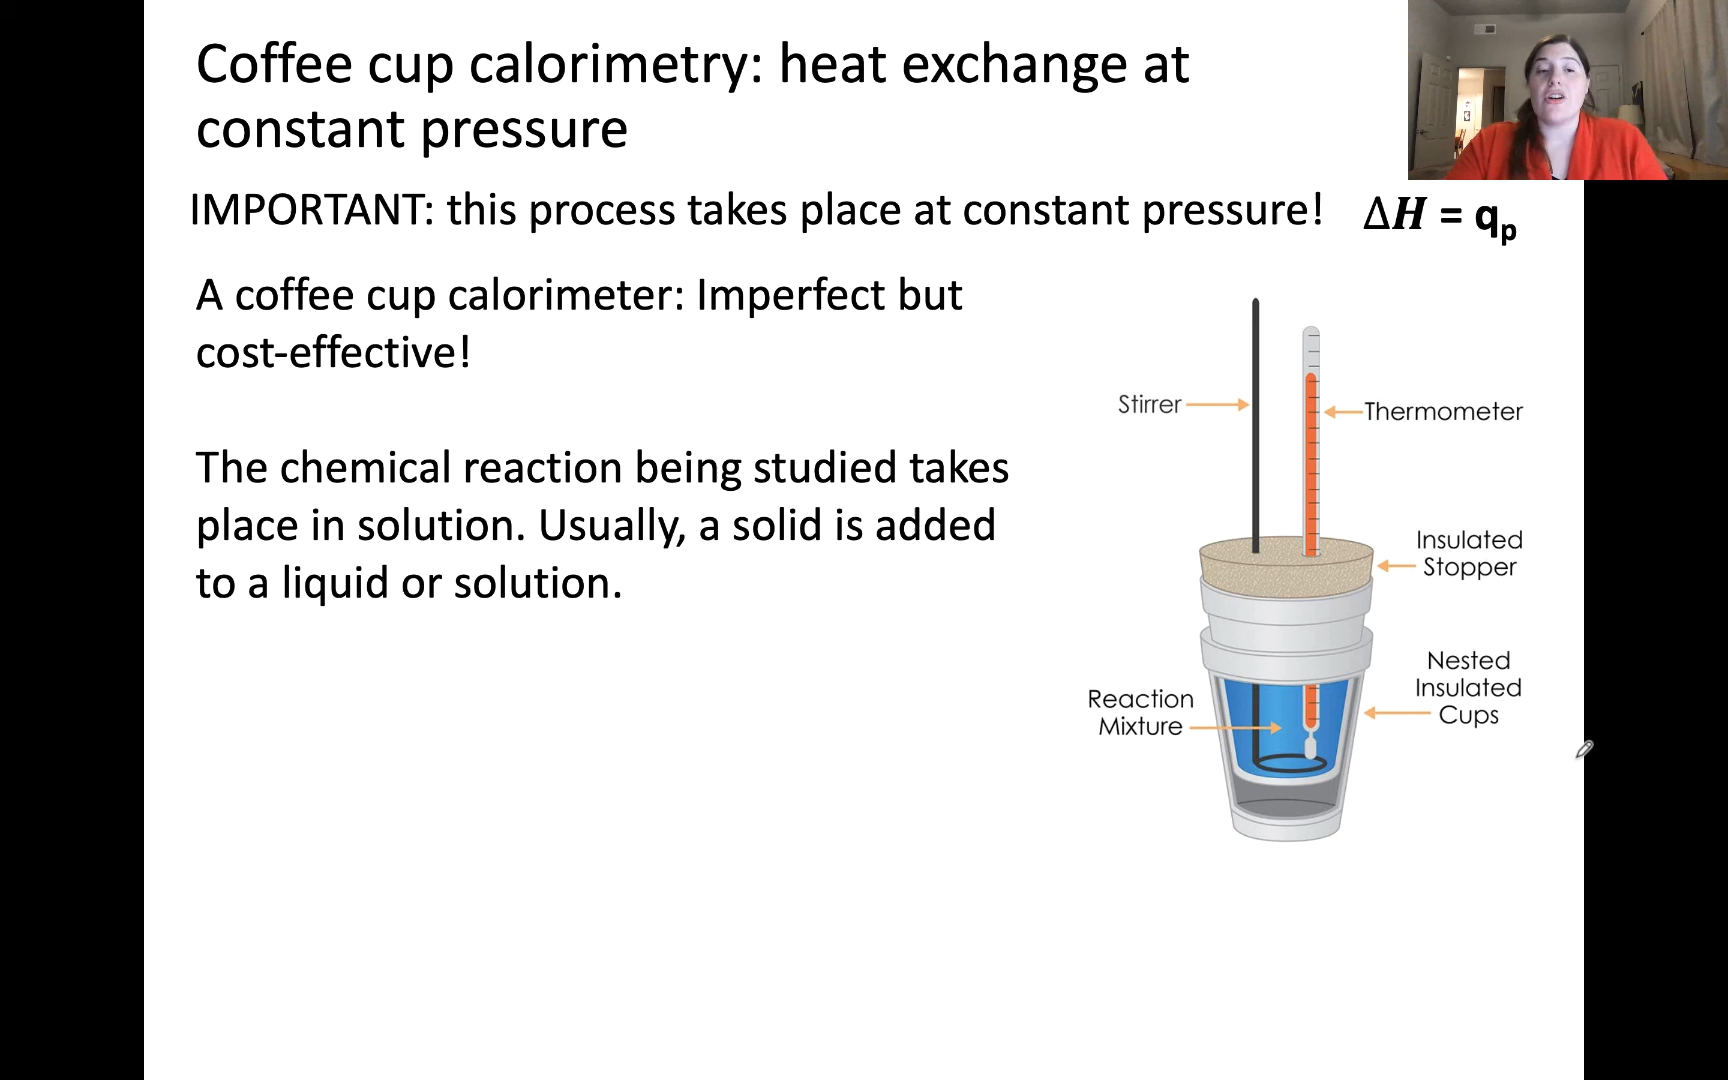 Coffee cup calorimetry: heat exchange at
constant pressure
IMPORTANT: this process takes place at constant pressure!
ΔH = qₚ
A coffee cup calorimeter: Imperfect but
cost-effective!
The chemical reaction being studied takes
place in solution. Usually, a solid is added
to a liquid or solution.
Stirrer
Thermometer
Insulated
Stopper
Nested
Insulated
Cups
Reaction
Mixture